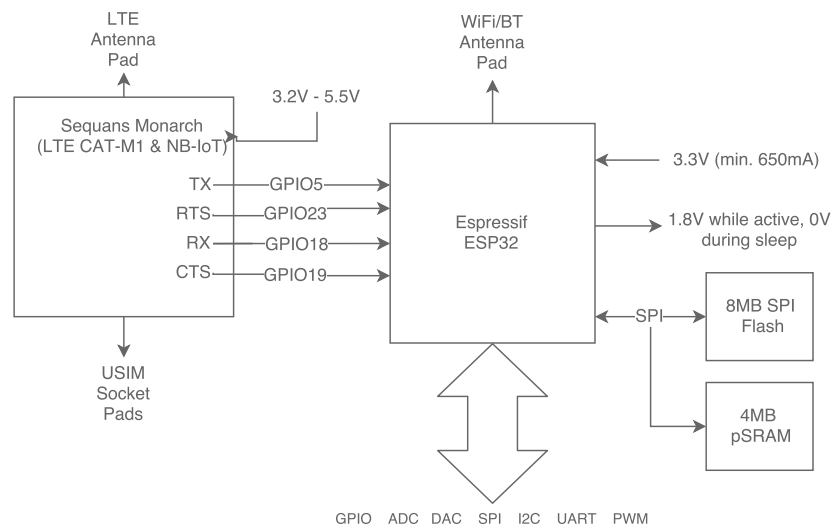 LTE
Antenna
Pad
WiFi/BT
Antenna
Pad
3.2V - 5.5V
Sequans Monarch
(LTE CAT-M1 & NB-IoT)
3.3V (min. 650mA)
TX GPIO5
RTS GPIO23
RX GPIO18
CTS GPIO19
Espressif
ESP32
1.8V while active, 0V
during sleep
SPI
8MB SPI
Flash
USIM
Socket
Pads
4MB
pSRAM
GPIO ADC DAC SPI I2C UART PWM